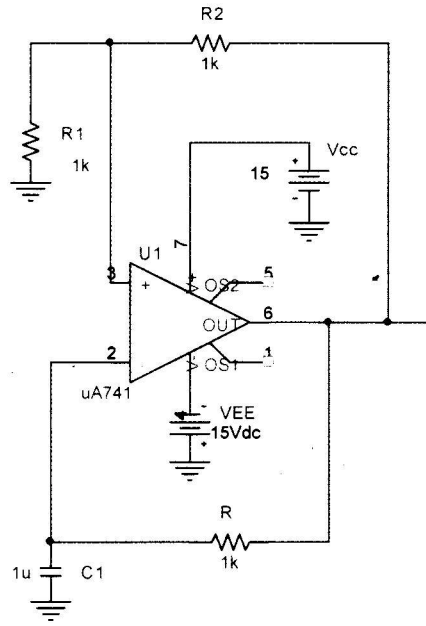 R2
1k
R1
1k
Vcc
+
15
-
7
U1
5
3
+
V+
OS2
6
OUT
2
-
V-
OS1
1
uA741
-
VEE
15Vdc
+
R
1k
1u
C1